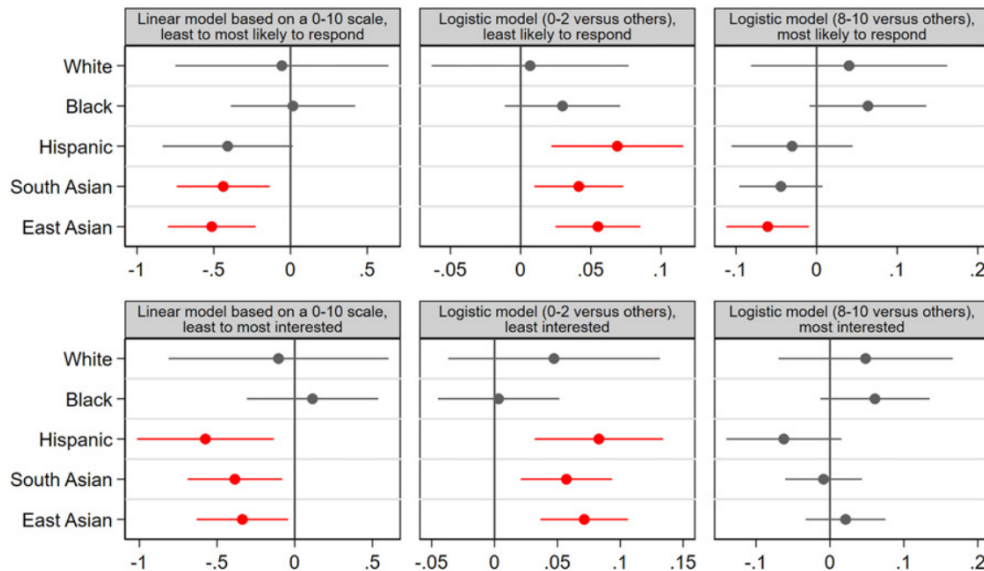 Linear model based on a 0-10 scale,
least to most likely to respond
Logistic model (0-2 versus others),
least likely to respond
Logistic model (8-10 versus others),
most likely to respond
White
Black
Hispanic
South Asian
East Asian
-1 -.5 0 .5
-.05 0 .05 .1
-.1 0 .1 .2
Linear model based on a 0-10 scale,
least to most interested
Logistic model (0-2 versus others),
least interested
Logistic model (8-10 versus others),
most interested
White
Black
Hispanic
South Asian
East Asian
-1 0 .5
-.05 0 .05 .1 .15
-.1 0 .1 .2